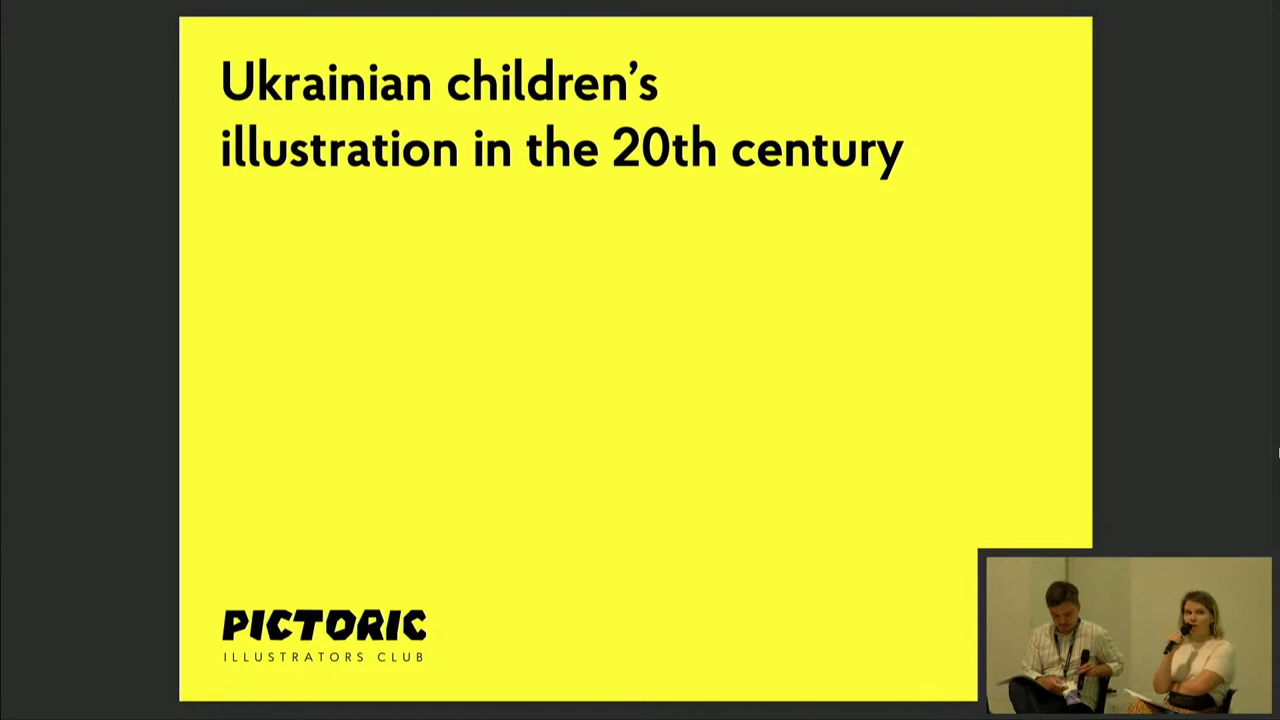 Ukrainian children’s
illustration in the 20th century
PICTORIC
ILLUSTRATORS CLUB